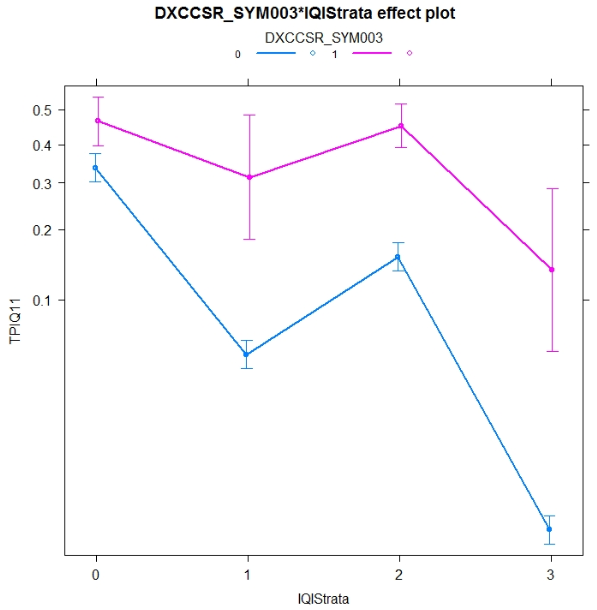 DXCCSR_SYM003*IQIStrata effect plot
DXCCSR_SYM003
0 1
0.5
0.4
0.3
0.2
0.1
TPIQ11
0 1 2 3
IQIStrata